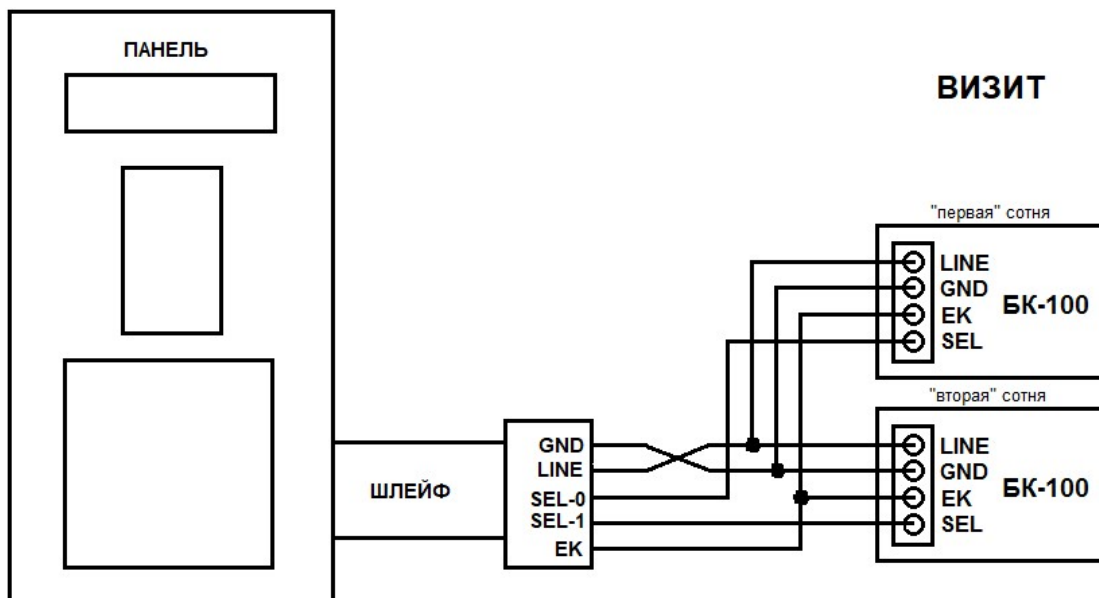 ПАНЕЛЬ
ВИЗИТ
"первая" сотня
LINE
GND
EK
SEL
БК-100
"вторая" сотня
LINE
GND
EK
SEL
БК-100
ШЛЕЙФ
GND
LINE
SEL-0
SEL-1
EK